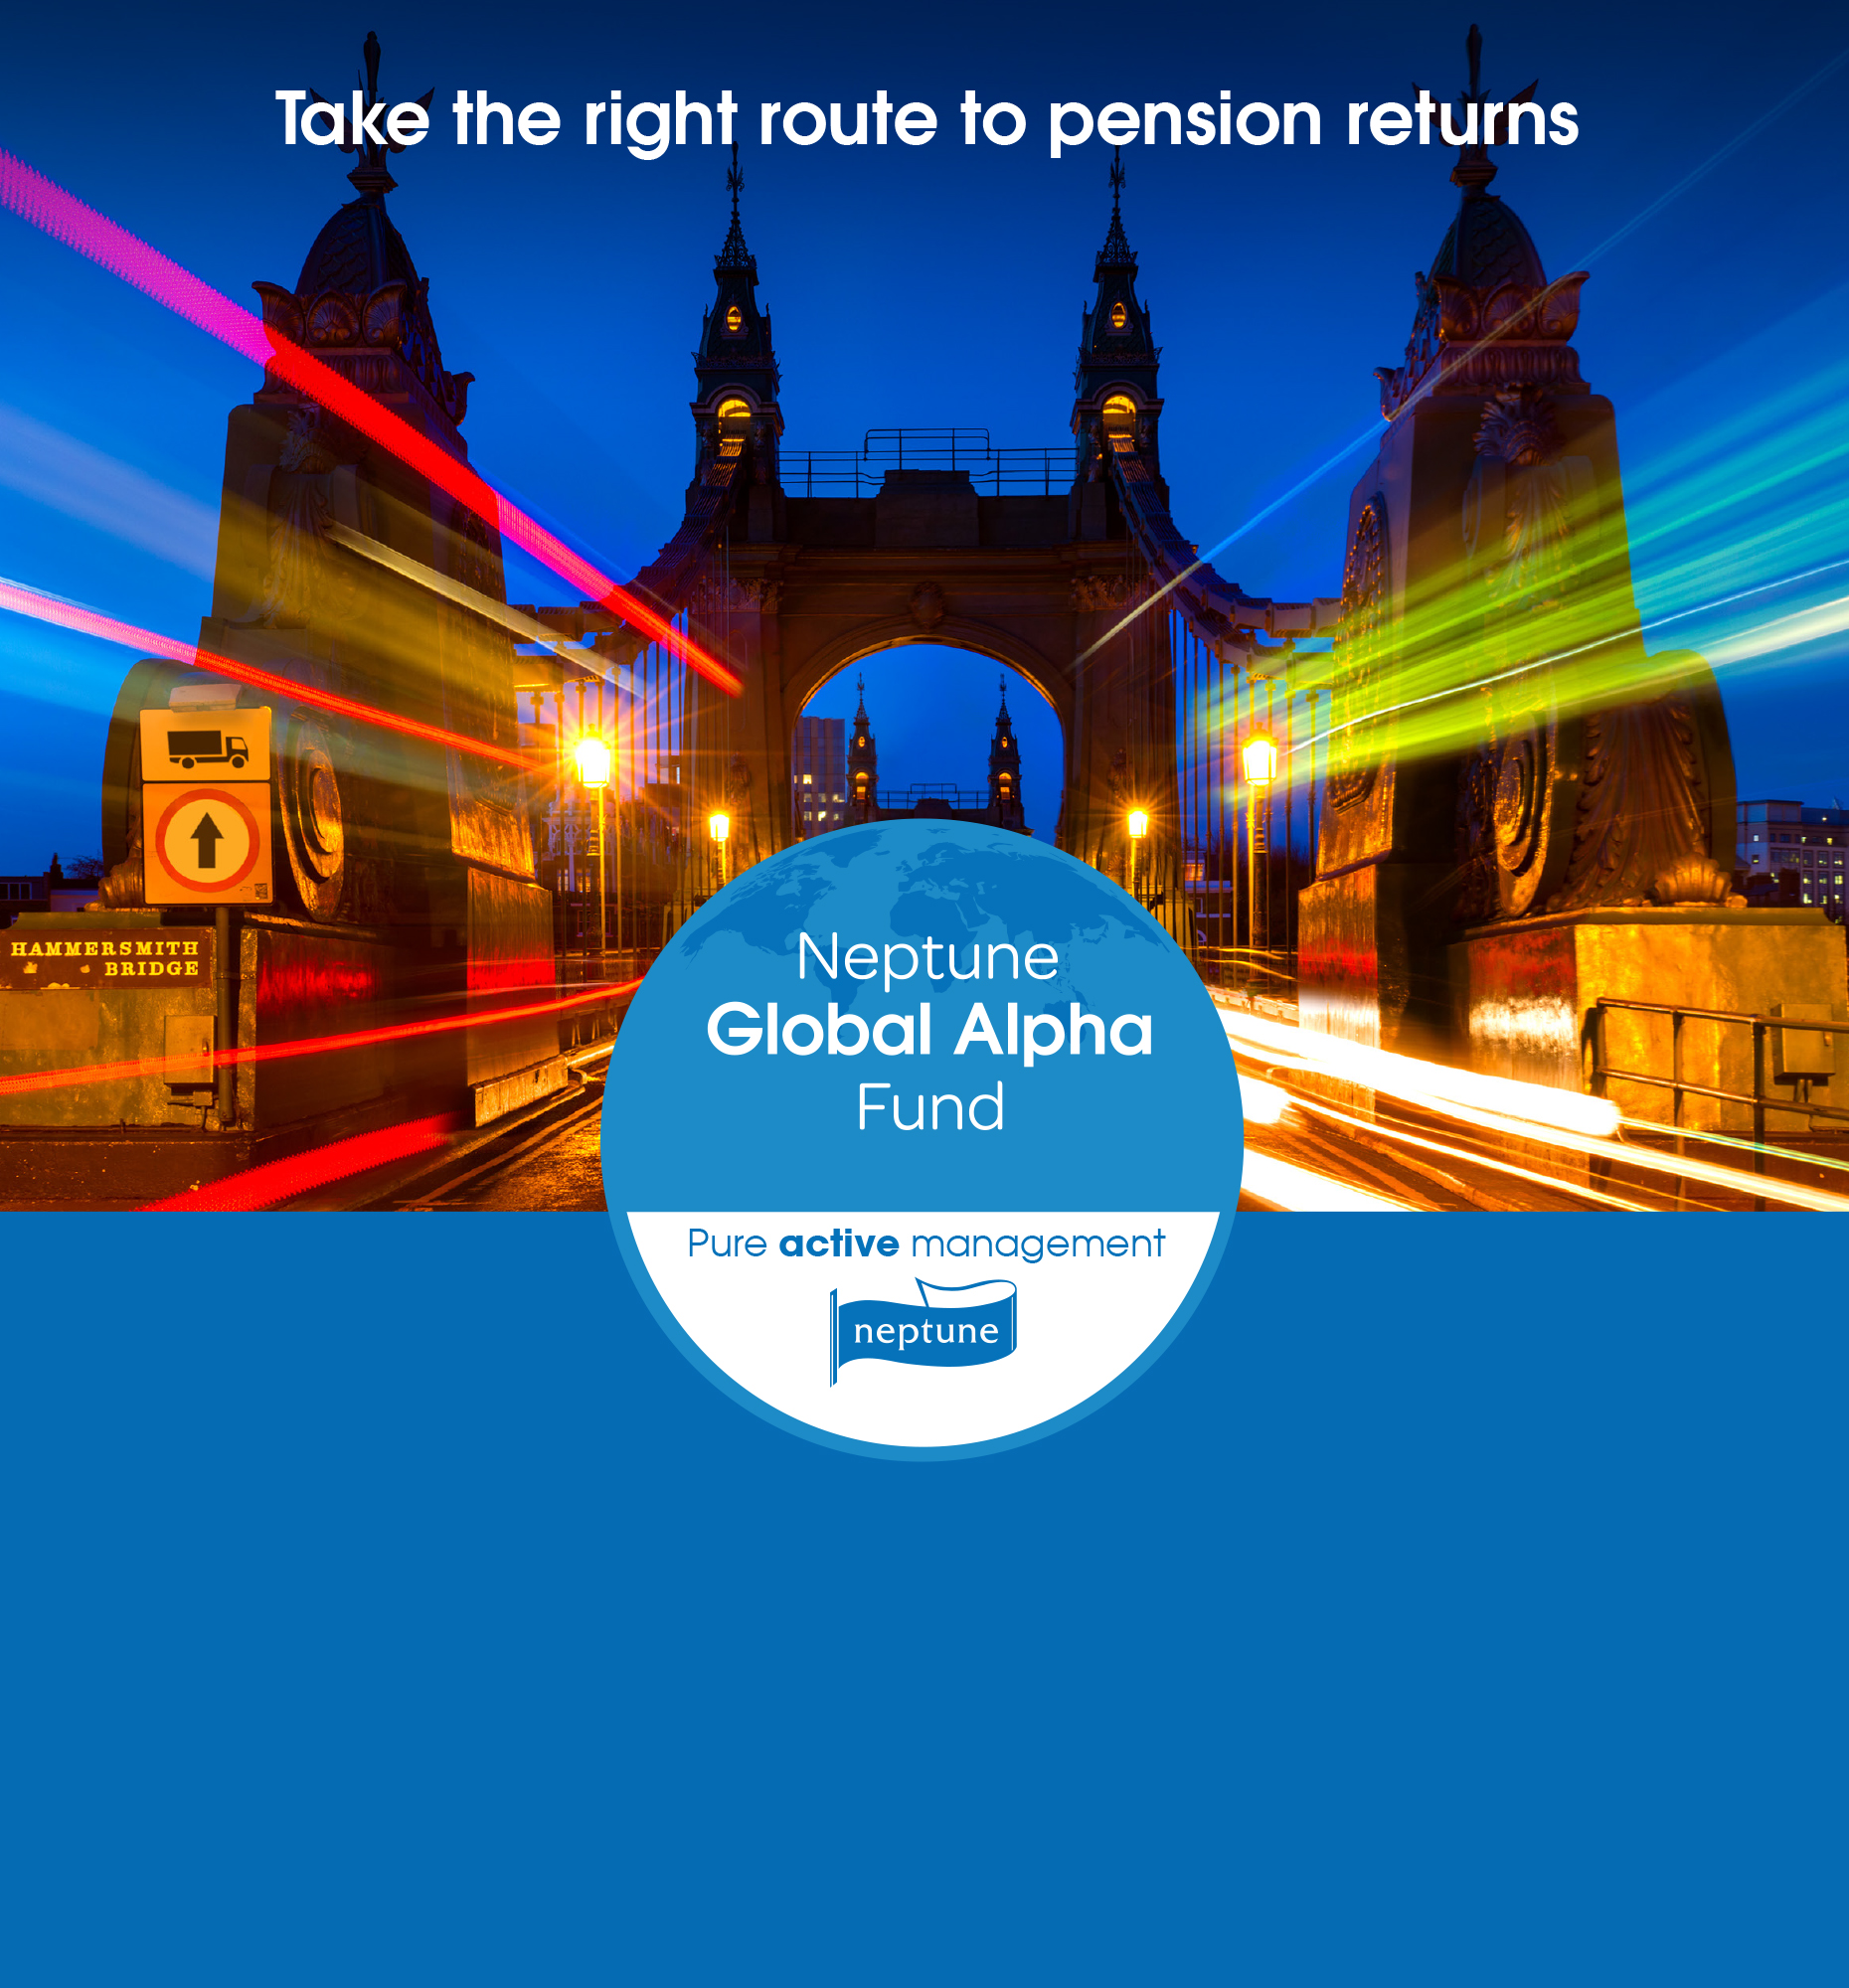 Take the right route to pension returns
HAMMERSMITH
BRIDGE
Neptune
Global Alpha
Fund
Pure active management
neptune